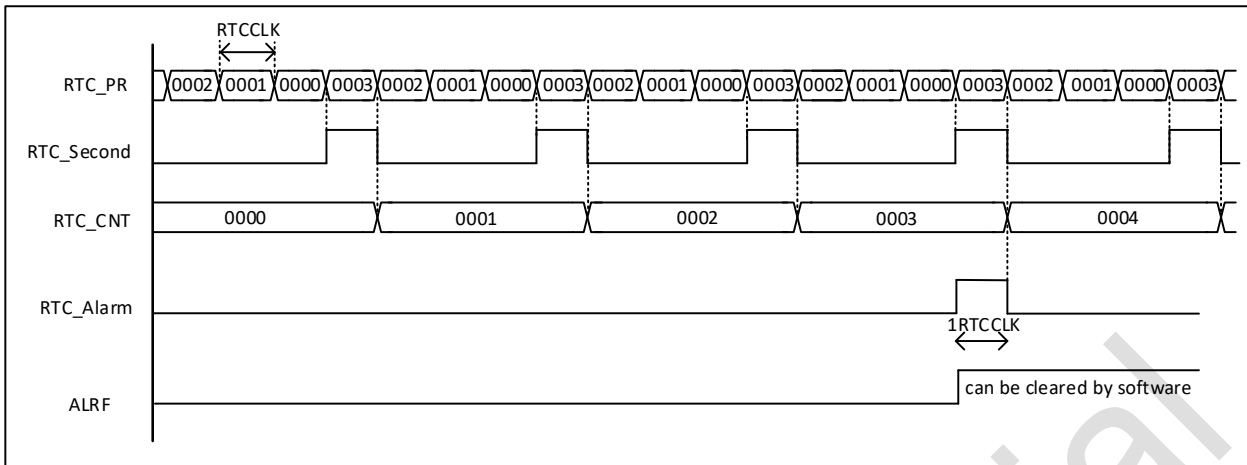 RTCCLK
RTC_PR 0002 0001 0000 0003 0002 0001 0000 0003 0002 0001 0000 0003 0002 0001 0000 0003 0002 0001 0000 0003
RTC_Second
RTC_CNT 0000 0001 0002 0003 0004
RTC_Alarm
1RTCCLK
can be cleared by software
ALRF
ial